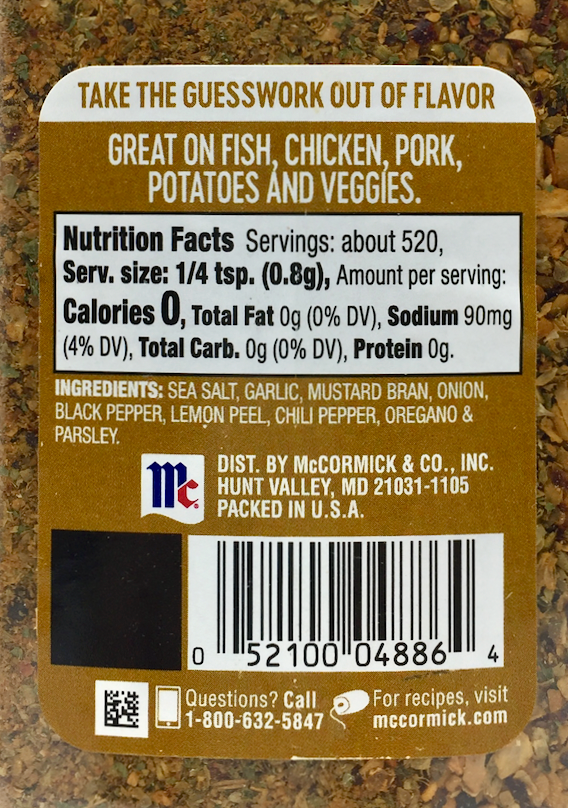 TAKE THE GUESSWORK OUT OF FLAVOR
GREAT ON FISH, CHICKEN, PORK,
POTATOES AND VEGGIES.
Nutrition Facts Servings: about 520,
Serv. size: 1/4 tsp. (0.8g), Amount per serving:
Calories 0, Total Fat 0g (0% DV), Sodium 90mg
(4% DV), Total Carb. 0g (0% DV), Protein 0g.
INGREDIENTS: SEA SALT, GARLIC, MUSTARD BRAN, ONION,
BLACK PEPPER, LEMON PEEL, CHILI PEPPER, OREGANO &
PARSLEY.
Mc®
DIST. BY McCORMICK & CO., INC.
HUNT VALLEY, MD 21031-1105
PACKED IN U.S.A.
0 52100 04886 4
Questions? Call
1-800-632-5847
For recipes, visit
mccormick.com